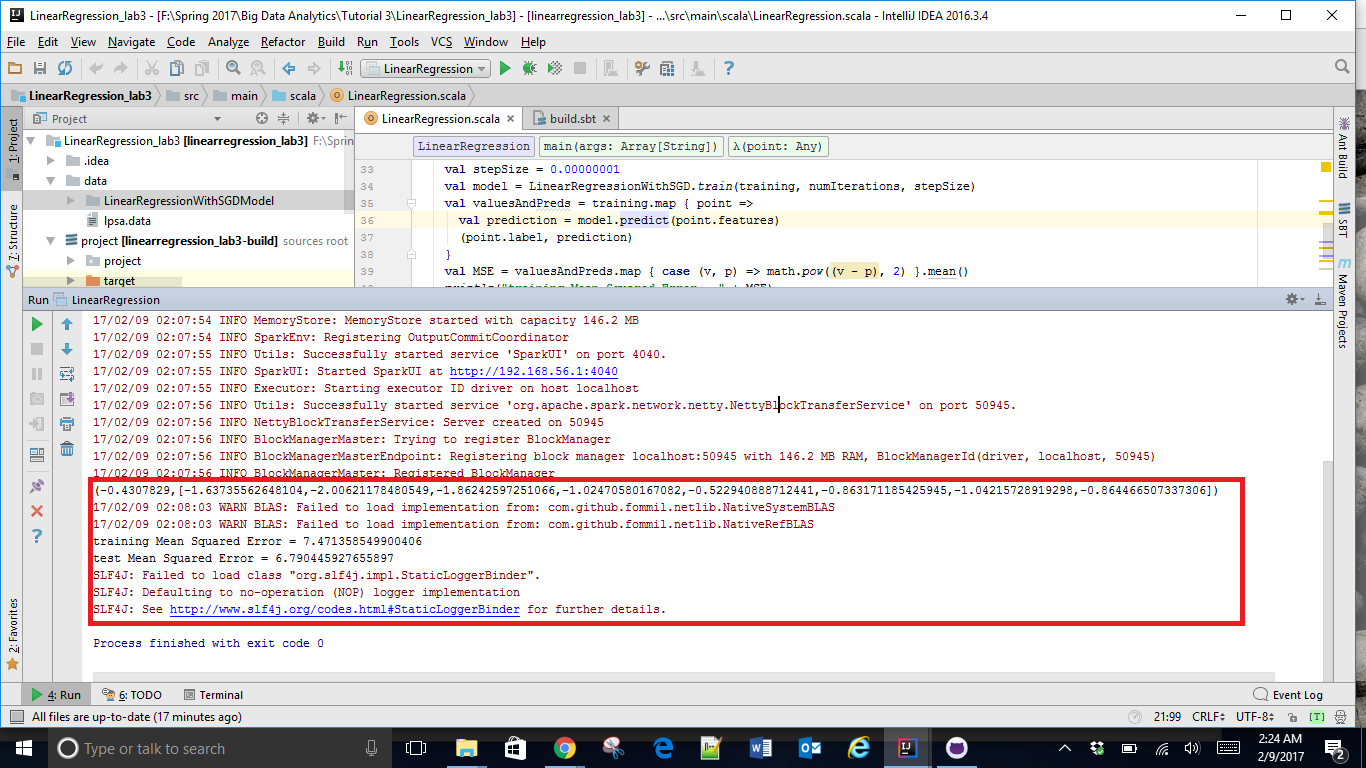 LinearRegression_lab3 - [F:\Spring 2017\Big Data Analytics\Tutorial 3\LinearRegression_lab3] - [linearregression_lab3] - ...\src\main\scala\LinearRegression.scala - IntelliJ IDEA 2016.3.4
File Edit View Navigate Code Analyze Refactor Build Run Tools VCS Window Help
LinearRegression
LinearRegression_lab3 src main scala LinearRegression.scala
Project
LinearRegression.scala build.sbt
LinearRegression_lab3 [linearregression_lab3] F:\Sprin
.idea
data
LinearRegressionWithSGDModel
lpsa.data
project [linearregression_lab3-build] sources root
project
target
LinearRegression main(args: Array[String]) λ(point: Any)
33 val stepSize = 0.00000001
34 val model = LinearRegressionWithSGD.train(training, numIterations, stepSize)
35 val valuesAndPreds = training.map { point =>
36 val prediction = model.predict(point.features)
37 (point.label, prediction)
38 }
39 val MSE = valuesAndPreds.map { case (v, p) => math.pow((v - p), 2) }.mean()
println("training Mean Squared Error = " + MSE)
1: Project
7: Structure
2: Favorites
Ant Build
SBT
Maven Projects
Run LinearRegression
17/02/09 02:07:54 INFO MemoryStore: MemoryStore started with capacity 146.2 MB
17/02/09 02:07:54 INFO SparkEnv: Registering OutputCommitCoordinator
17/02/09 02:07:55 INFO Utils: Successfully started service 'SparkUI' on port 4040.
17/02/09 02:07:55 INFO SparkUI: Started SparkUI at http://192.168.56.1:4040
17/02/09 02:07:56 INFO Executor: Starting executor ID driver on host localhost
17/02/09 02:07:56 INFO Utils: Successfully started service 'org.apache.spark.network.netty.NettyBlockTransferService' on port 50945.
17/02/09 02:07:56 INFO NettyBlockTransferService: Server created on 50945
17/02/09 02:07:56 INFO BlockManagerMaster: Trying to register BlockManager
17/02/09 02:07:56 INFO BlockManagerMasterEndpoint: Registering block manager localhost:50945 with 146.2 MB RAM, BlockManagerId(driver, localhost, 50945)
17/02/09 02:07:56 INFO BlockManagerMaster: Registered BlockManager
(-0.4307829,[-1.63735562648104,-2.00621178480549,-1.86242597251066,-1.02470580167082,-0.522940888712441,-0.863171185425945,-1.04215728919298,-0.864466507337306])
17/02/09 02:08:03 WARN BLAS: Failed to load implementation from: com.github.fommil.netlib.NativeSystemBLAS
17/02/09 02:08:03 WARN BLAS: Failed to load implementation from: com.github.fommil.netlib.NativeRefBLAS
training Mean Squared Error = 7.471358549900406
test Mean Squared Error = 6.790445927655897
SLF4J: Failed to load class "org.slf4j.impl.StaticLoggerBinder".
SLF4J: Defaulting to no-operation (NOP) logger implementation
SLF4J: See http://www.slf4j.org/codes.html#StaticLoggerBinder for further details.
Process finished with exit code 0
4: Run 6: TODO Terminal Event Log
All files are up-to-date (17 minutes ago) 21:99 CRLF UTF-8 [T]
Type or talk to search
2:24 AM
2/9/2017
2